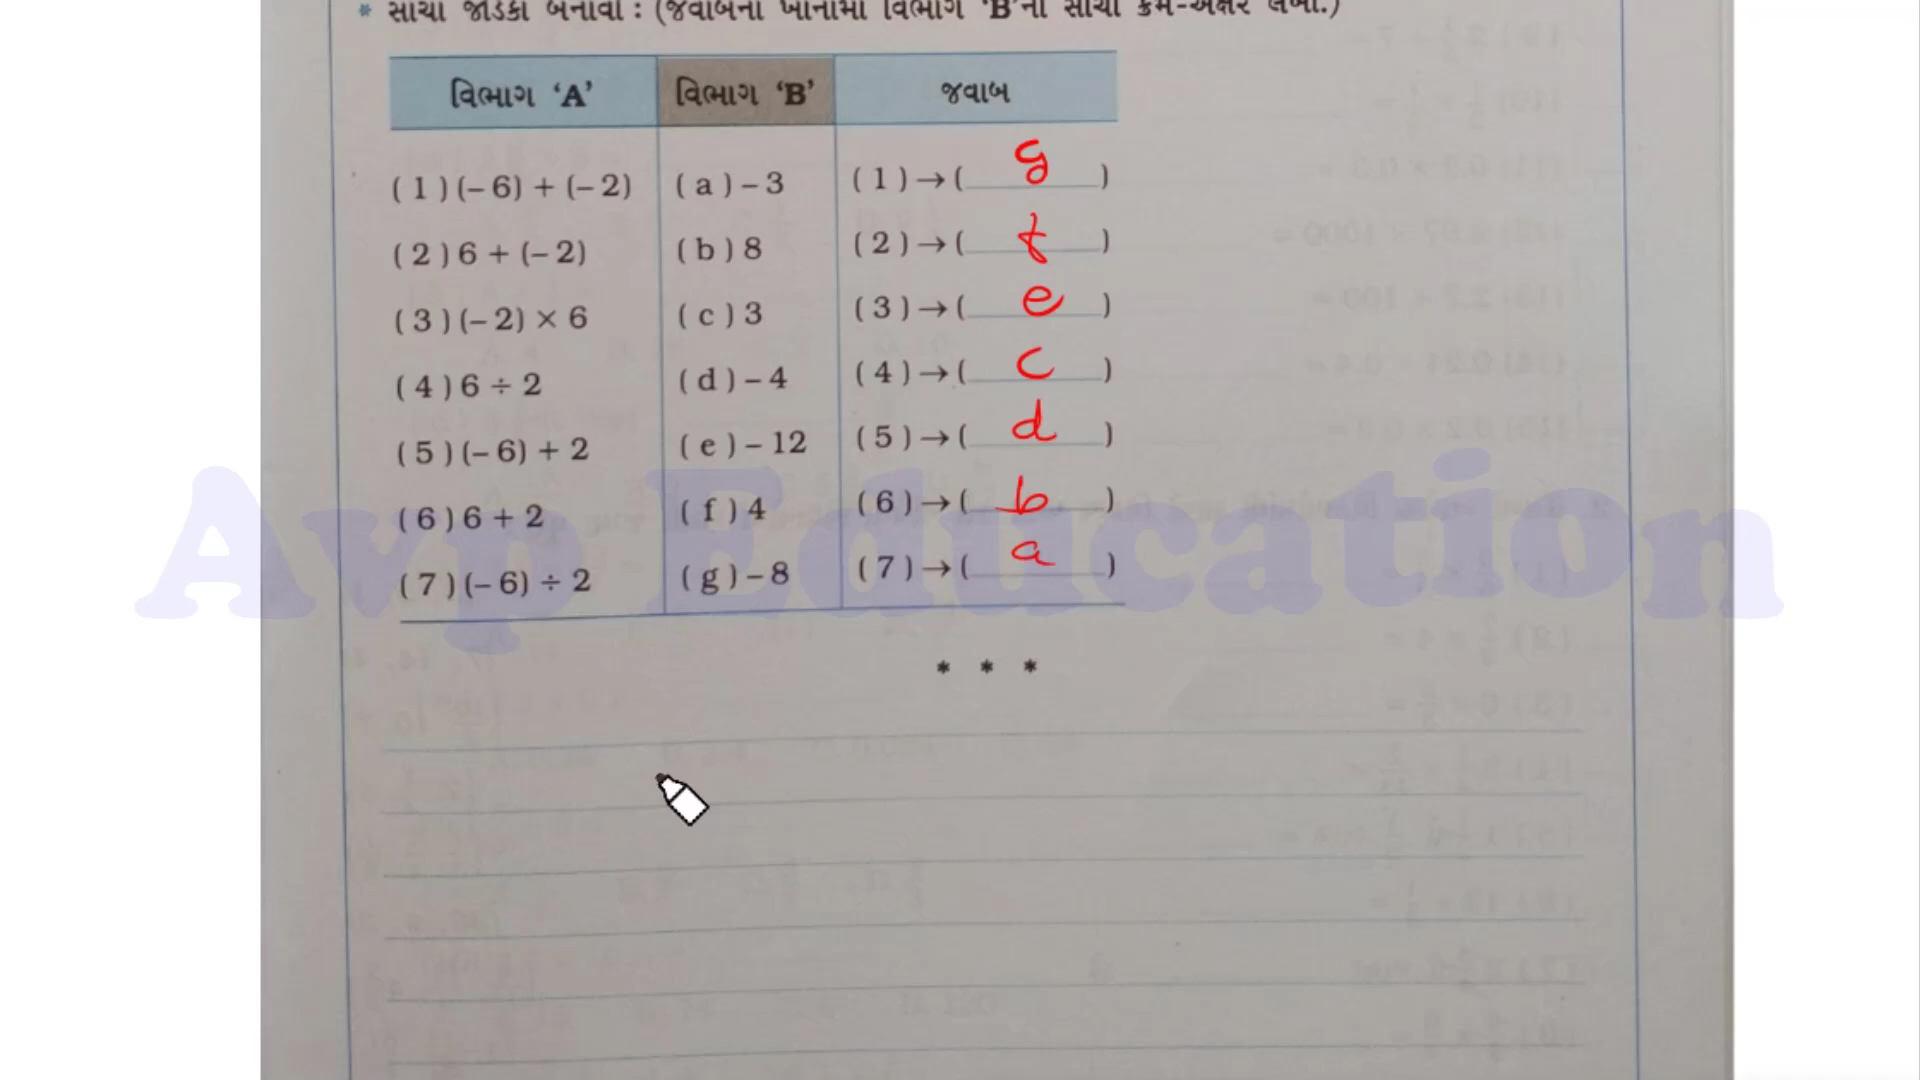 * સાચાં જોડકાં બનાવો : (જવાબના ખાનામાં વિભાગ 'B'નો સાચો ક્રમ-અક્ષર લખો.)
વિભાગ 'A' વિભાગ 'B' જવાબ
(1) (– 6) + (– 2) (a) – 3 (1) → ( g )
(2) 6 + (– 2) (b) 8 (2) → ( f )
(3) (– 2) × 6 (c) 3 (3) → ( e )
(4) 6 ÷ 2 (d) – 4 (4) → ( c )
(5) (– 6) + 2 (e) – 12 (5) → ( d )
(6) 6 + 2 (f) 4 (6) → ( b )
(7) (– 6) ÷ 2 (g) – 8 (7) → ( a )
Avp Education
* * *